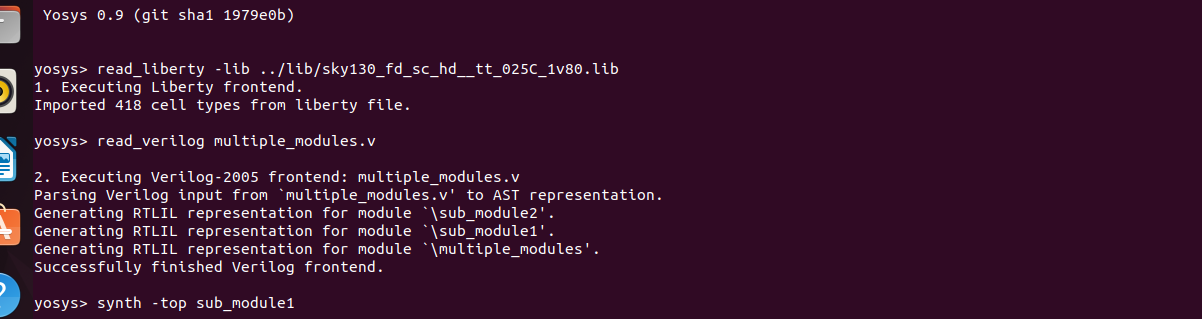 Yosys 0.9 (git sha1 1979e0b)
yosys> read_liberty -lib ../lib/sky130_fd_sc_hd__tt_025C_1v80.lib
1. Executing Liberty frontend.
Imported 418 cell types from liberty file.
yosys> read_verilog multiple_modules.v
2. Executing Verilog-2005 frontend: multiple_modules.v
Parsing Verilog input from `multiple_modules.v' to AST representation.
Generating RTLIL representation for module `\sub_module2'.
Generating RTLIL representation for module `\sub_module1'.
Generating RTLIL representation for module `\multiple_modules'.
Successfully finished Verilog frontend.
yosys> synth -top sub_module1